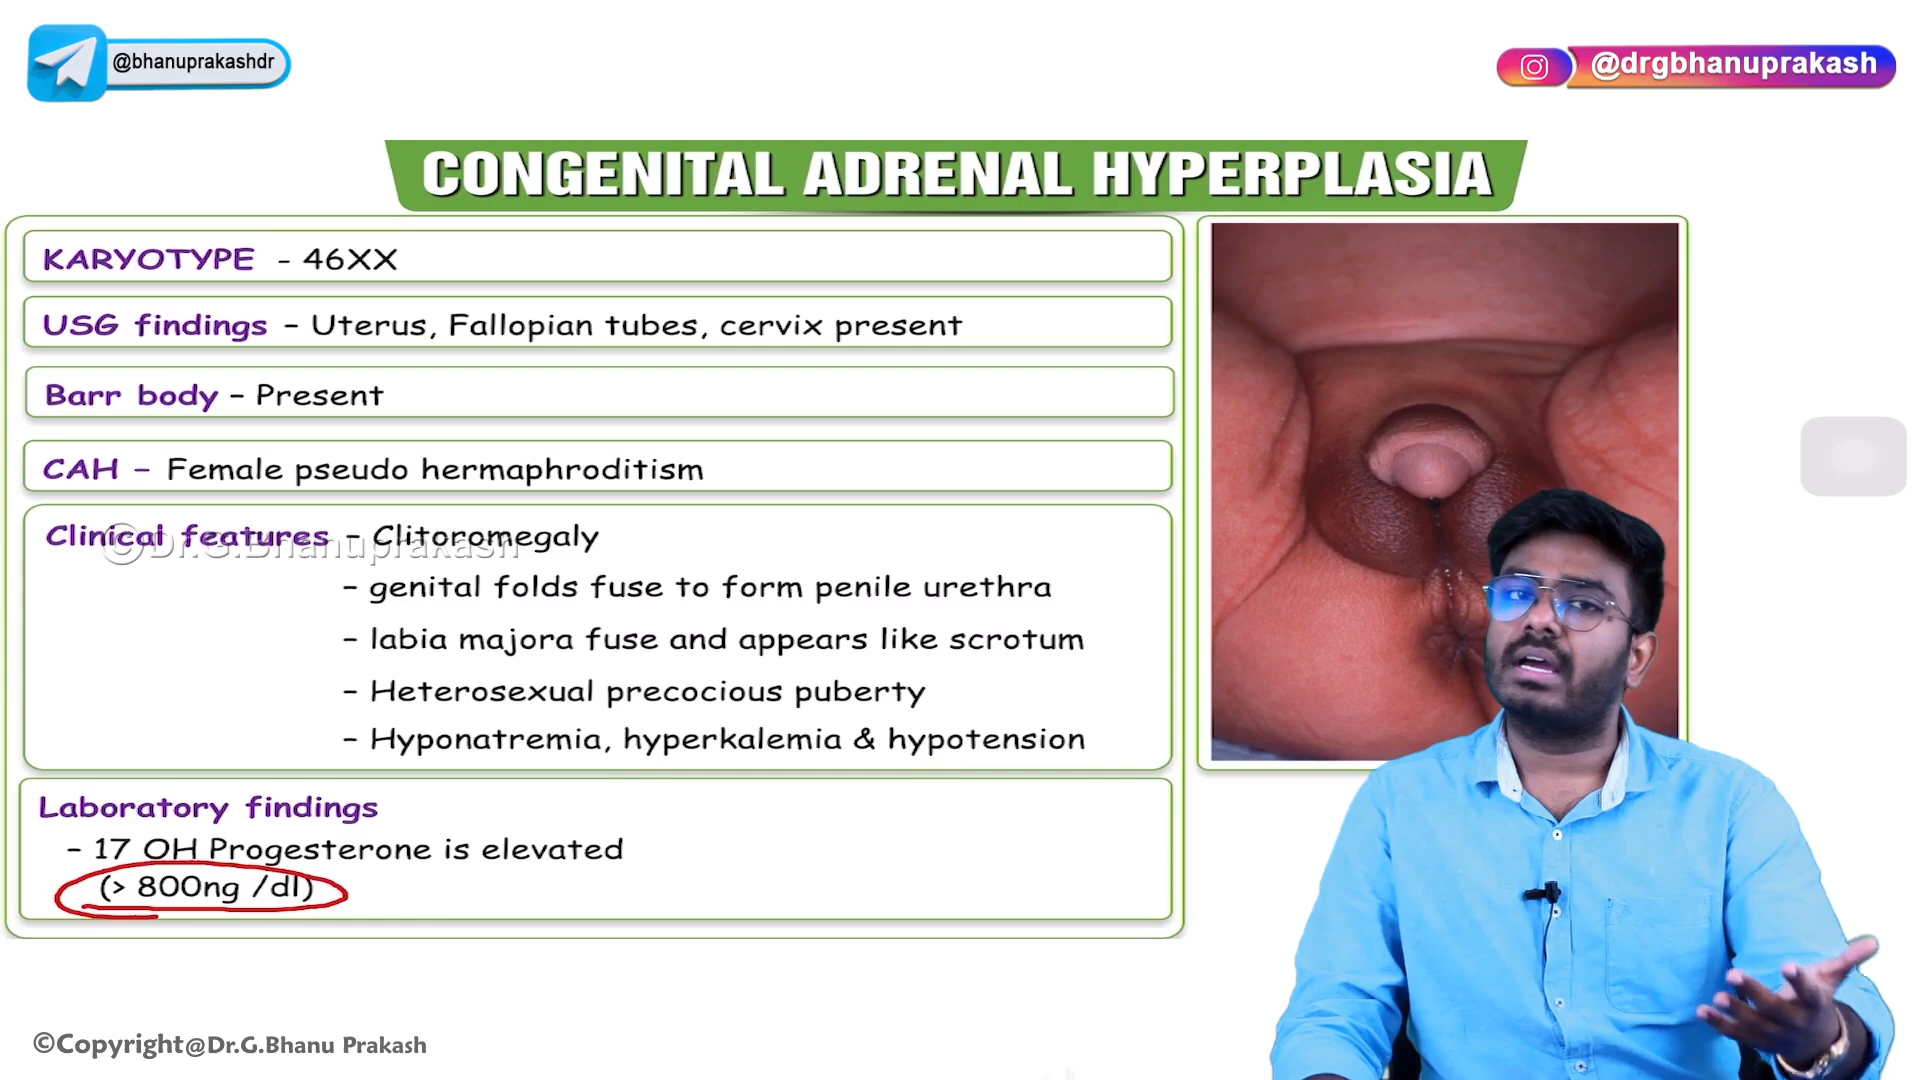 @bhanuprakashdr
@drgbhanuprakash
CONGENITAL ADRENAL HYPERPLASIA
KARYOTYPE - 46XX
USG findings - Uterus, Fallopian tubes, cervix present
Barr body - Present
CAH - Female pseudo hermaphroditism
Clinical features - Clitoromegaly
©Dr.G.Bhanuprakash
- genital folds fuse to form penile urethra
- labia majora fuse and appears like scrotum
- Heterosexual precocious puberty
- Hyponatremia, hyperkalemia & hypotension
Laboratory findings
- 17 OH Progesterone is elevated
(> 800ng /dl)
©Copyright@Dr.G.Bhanu Prakash